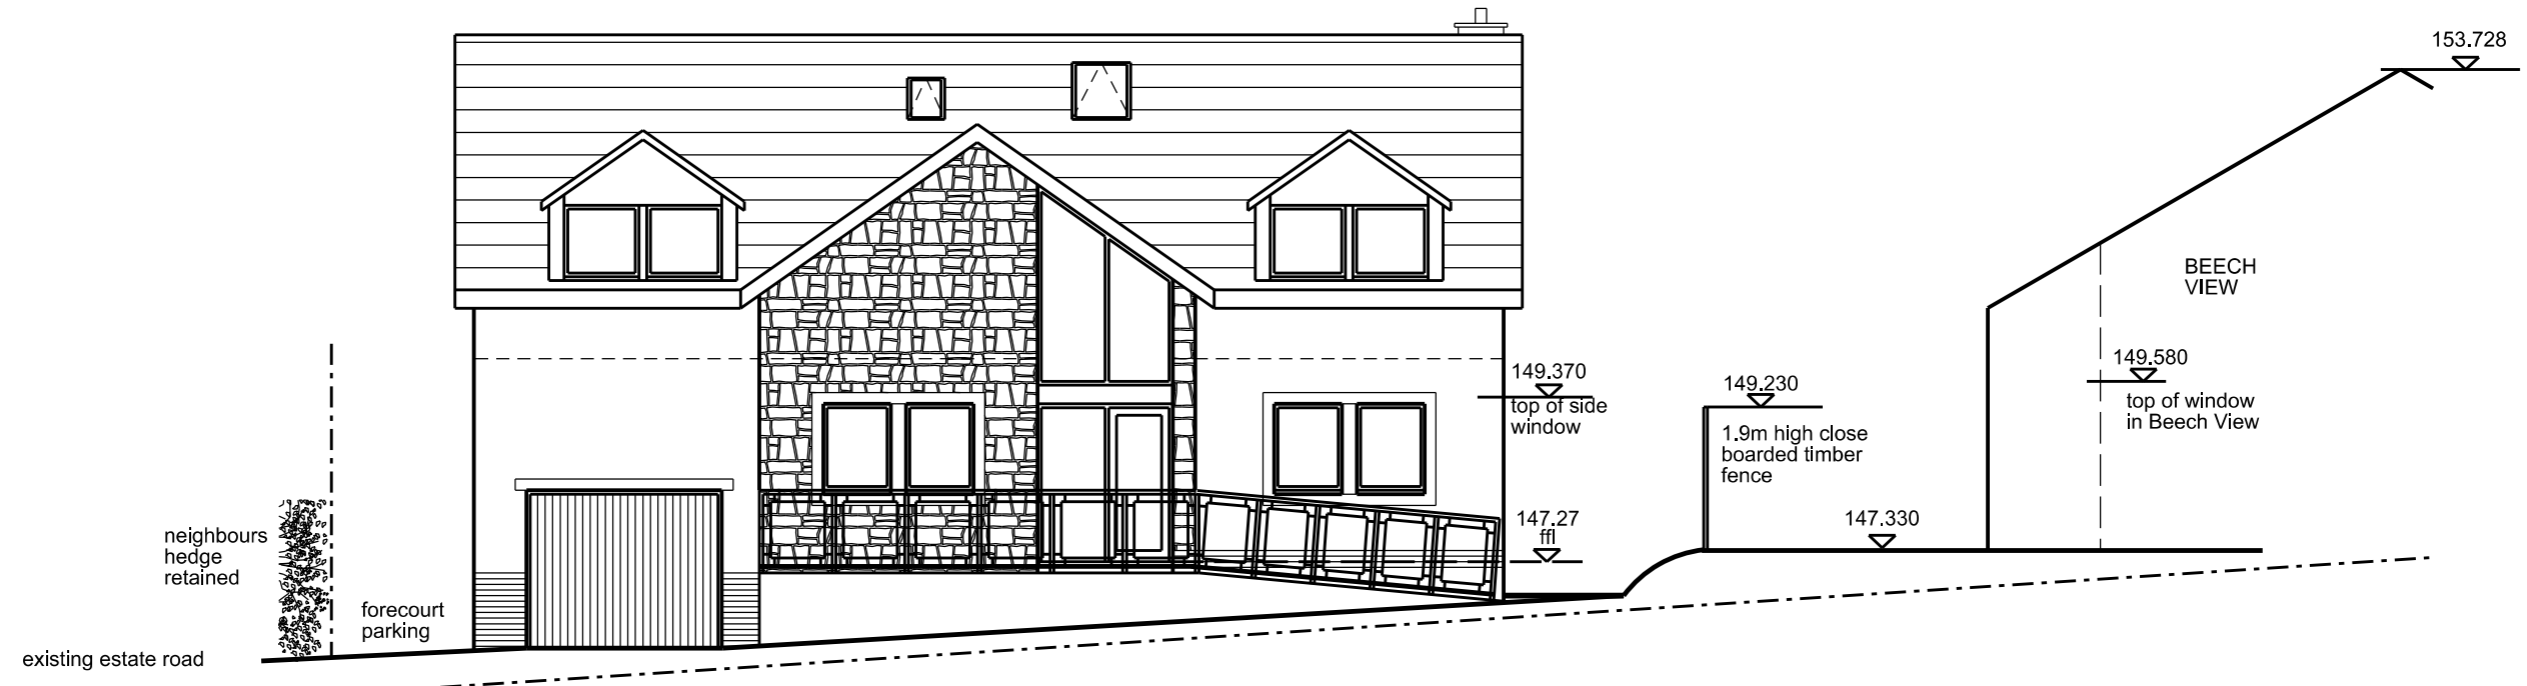 153.728
BEECH
VIEW
149.580
top of window
in Beech View
149.370
top of side
window
149.230
1.9m high close
boarded timber
fence
147.27
ffl
147.330
neighbours
hedge
retained
forecourt
parking
existing estate road